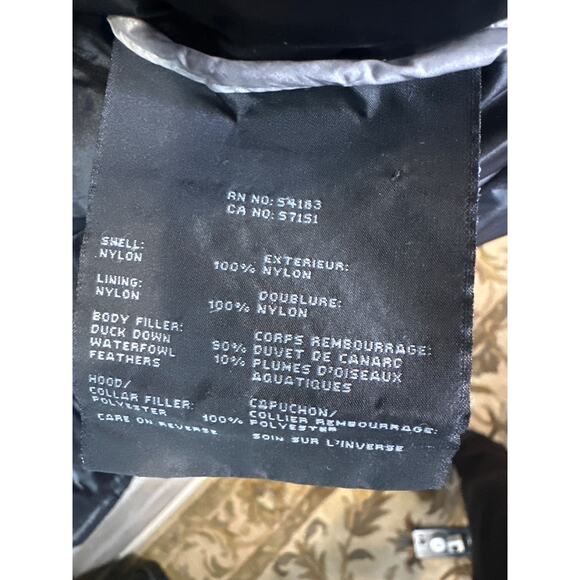 RN NO: 54183
CA NO: 57151
SHELL:
NYLON
100%
EXTERIEUR:
NYLON
LINING:
NYLON
100%
DOUBLURE:
NYLON
BODY FILLER:
DUCK DOWN
WATERFOWL
FEATHERS
90%
10%
CORPS REMBOURRAGE:
DUVET DE CANARD
PLUMES D'OISEAUX
AQUATIQUES
HOOD/
COLLAR FILLER:
POLYESTER
100%
CAPUCHON/
COLLIER REMBOURRAGE:
POLYESTER
CARE ON REVERSE
SOIN SUR L'INVERSE